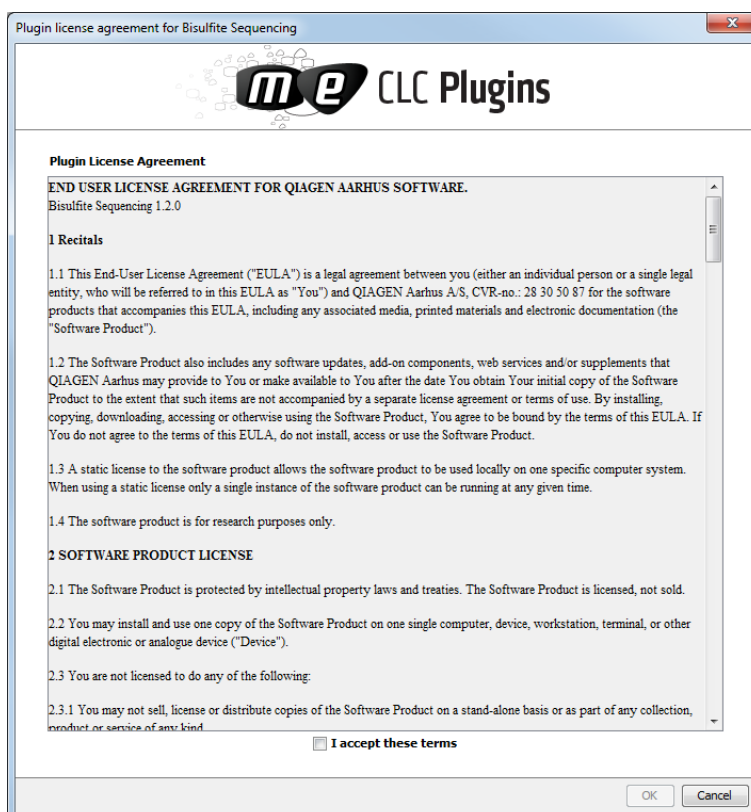 Plugin license agreement for Bisulfite Sequencing
me CLC Plugins
Plugin License Agreement
END USER LICENSE AGREEMENT FOR QIAGEN AARHUS SOFTWARE.
Bisulfite Sequencing 1.2.0
1 Recitals
1.1 This End-User License Agreement ("EULA") is a legal agreement between you (either an individual person or a single legal
entity, who will be referred to in this EULA as "You") and QIAGEN Aarhus A/S, CVR-no.: 28 30 50 87 for the software
products that accompanies this EULA, including any associated media, printed materials and electronic documentation (the
"Software Product").
1.2 The Software Product also includes any software updates, add-on components, web services and/or supplements that
QIAGEN Aarhus may provide to You or make available to You after the date You obtain Your initial copy of the Software
Product to the extent that such items are not accompanied by a separate license agreement or terms of use. By installing,
copying, downloading, accessing or otherwise using the Software Product, You agree to be bound by the terms of this EULA. If
You do not agree to the terms of this EULA, do not install, access or use the Software Product.
1.3 A static license to the software product allows the software product to be used locally on one specific computer system.
When using a static license only a single instance of the software product can be running at any given time.
1.4 The software product is for research purposes only.
2 SOFTWARE PRODUCT LICENSE
2.1 The Software Product is protected by intellectual property laws and treaties. The Software Product is licensed, not sold.
2.2 You may install and use one copy of the Software Product on one single computer, device, workstation, terminal, or other
digital electronic or analogue device ("Device").
2.3 You are not licensed to do any of the following:
2.3.1 You may not sell, license or distribute copies of the Software Product on a stand-alone basis or as part of any collection,
product or service of any kind
I accept these terms
OK Cancel